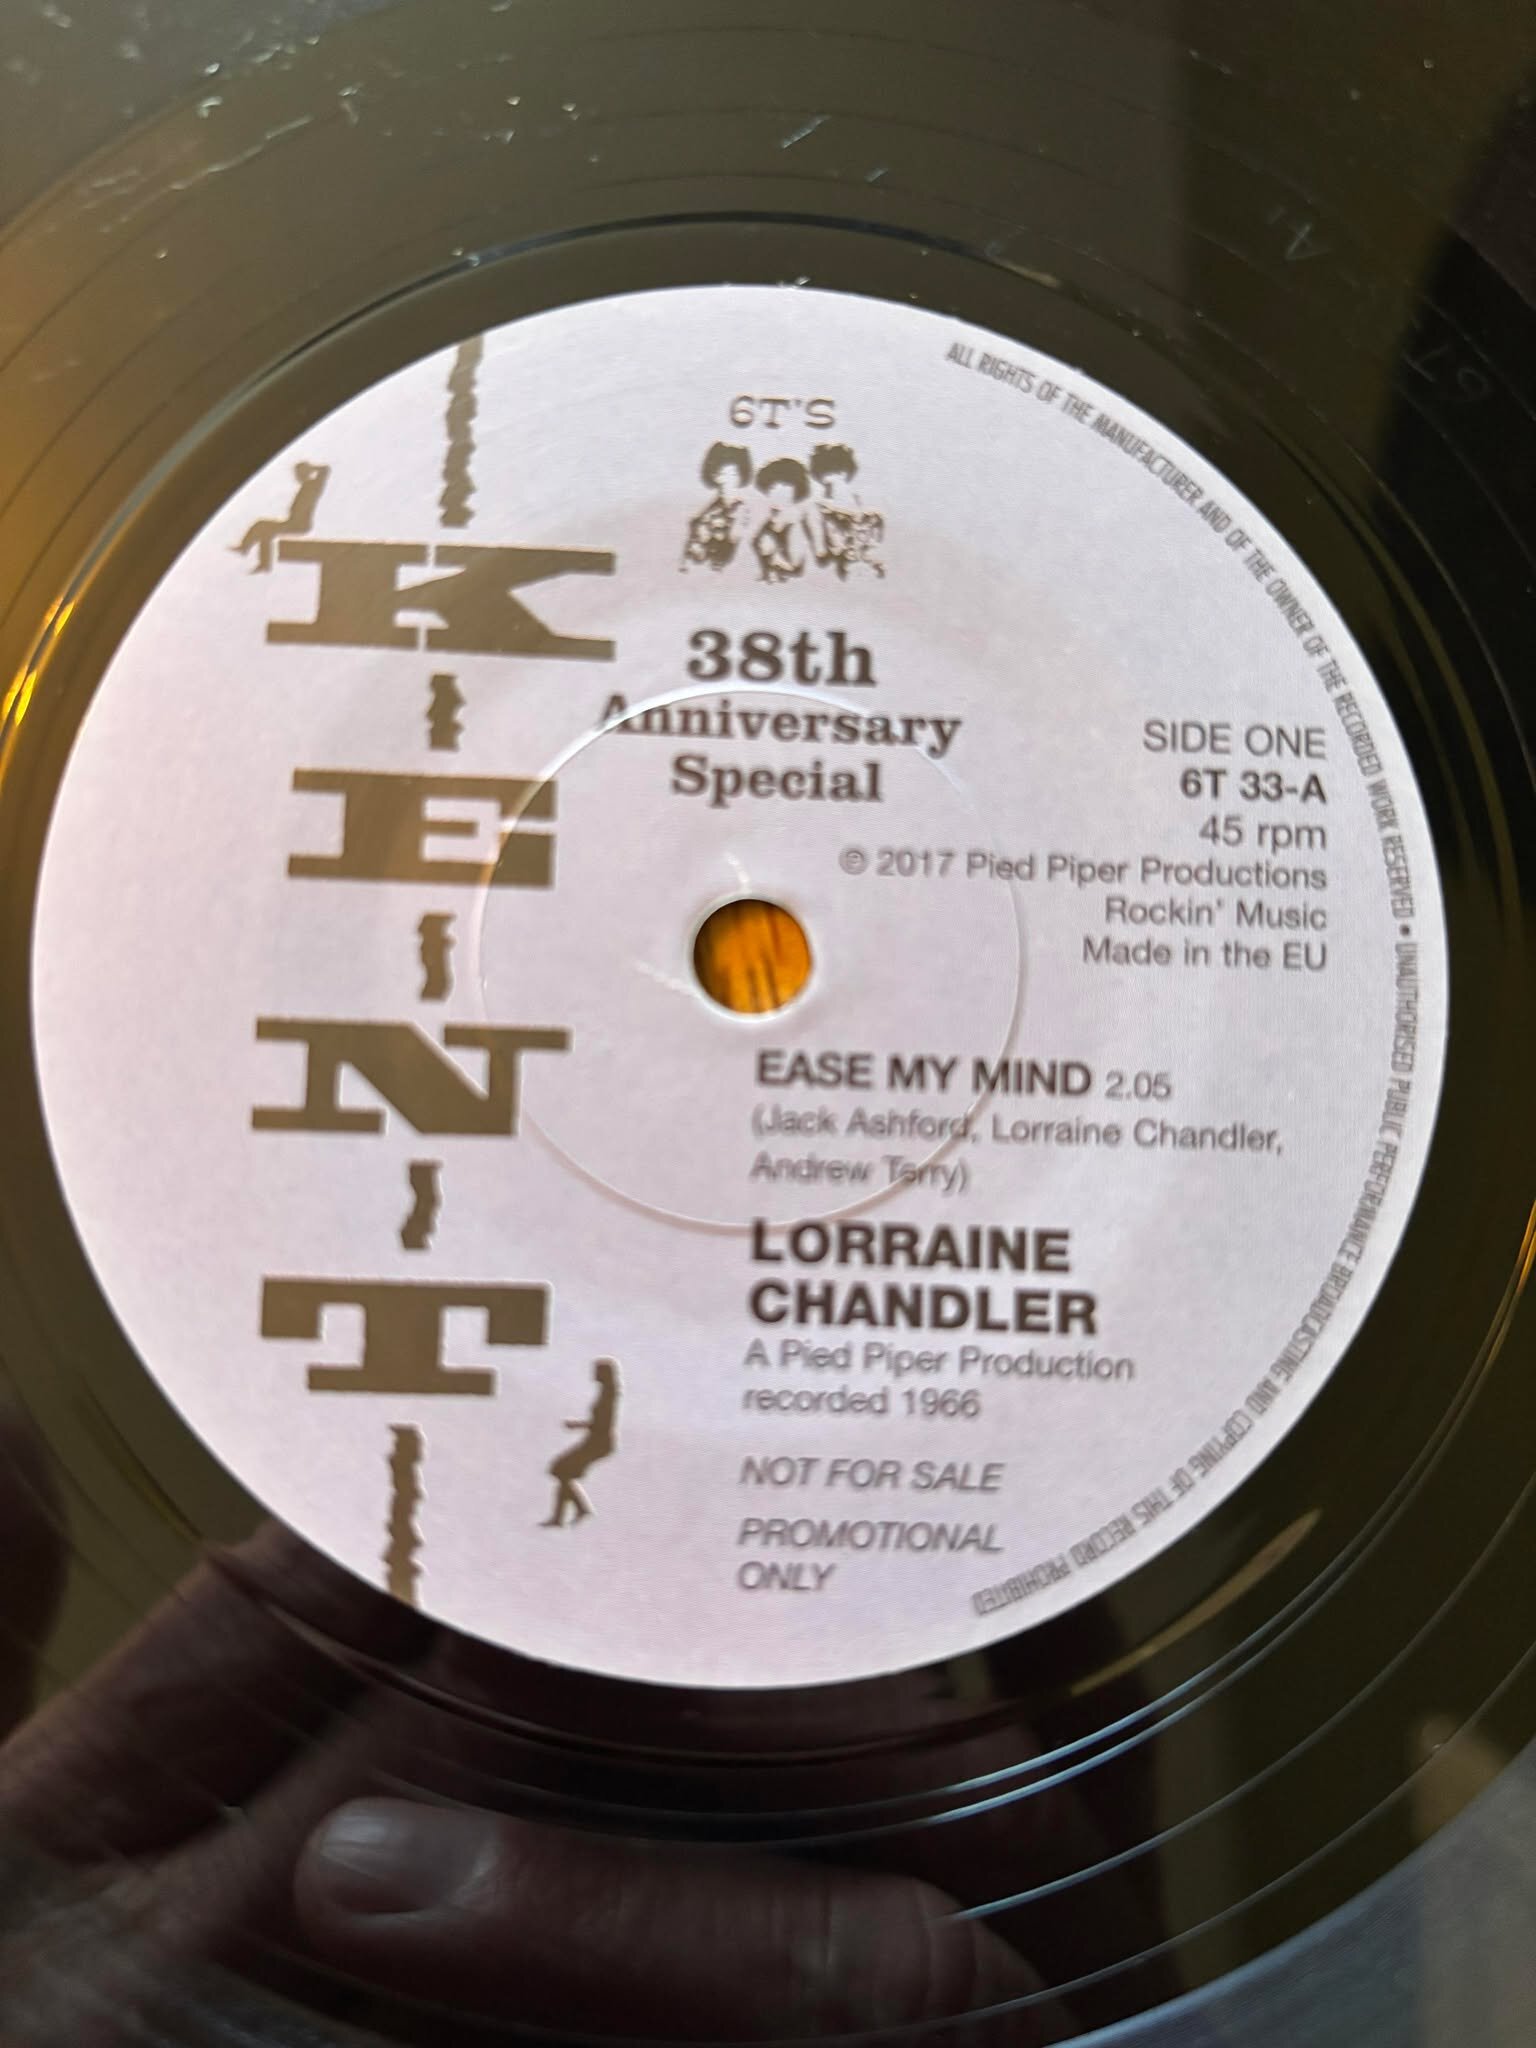 6T'S
38th
Anniversary
Special
K
E
N
T
SIDE ONE
6T 33-A
45 rpm
℗ 2017 Pied Piper Productions
Rockin' Music
Made in the EU
EASE MY MIND 2.05
(Jack Ashford, Lorraine Chandler,
Andrew Terry)
LORRAINE
CHANDLER
A Pied Piper Production
recorded 1966
NOT FOR SALE
PROMOTIONAL
ONLY
ALL RIGHTS OF THE MANUFACTURER AND OF THE OWNER OF THE RECORDED WORK RESERVED • UNAUTHORISED PUBLIC PERFORMANCE BROADCASTING AND COPYING OF THIS RECORD PROHIBITED
6T